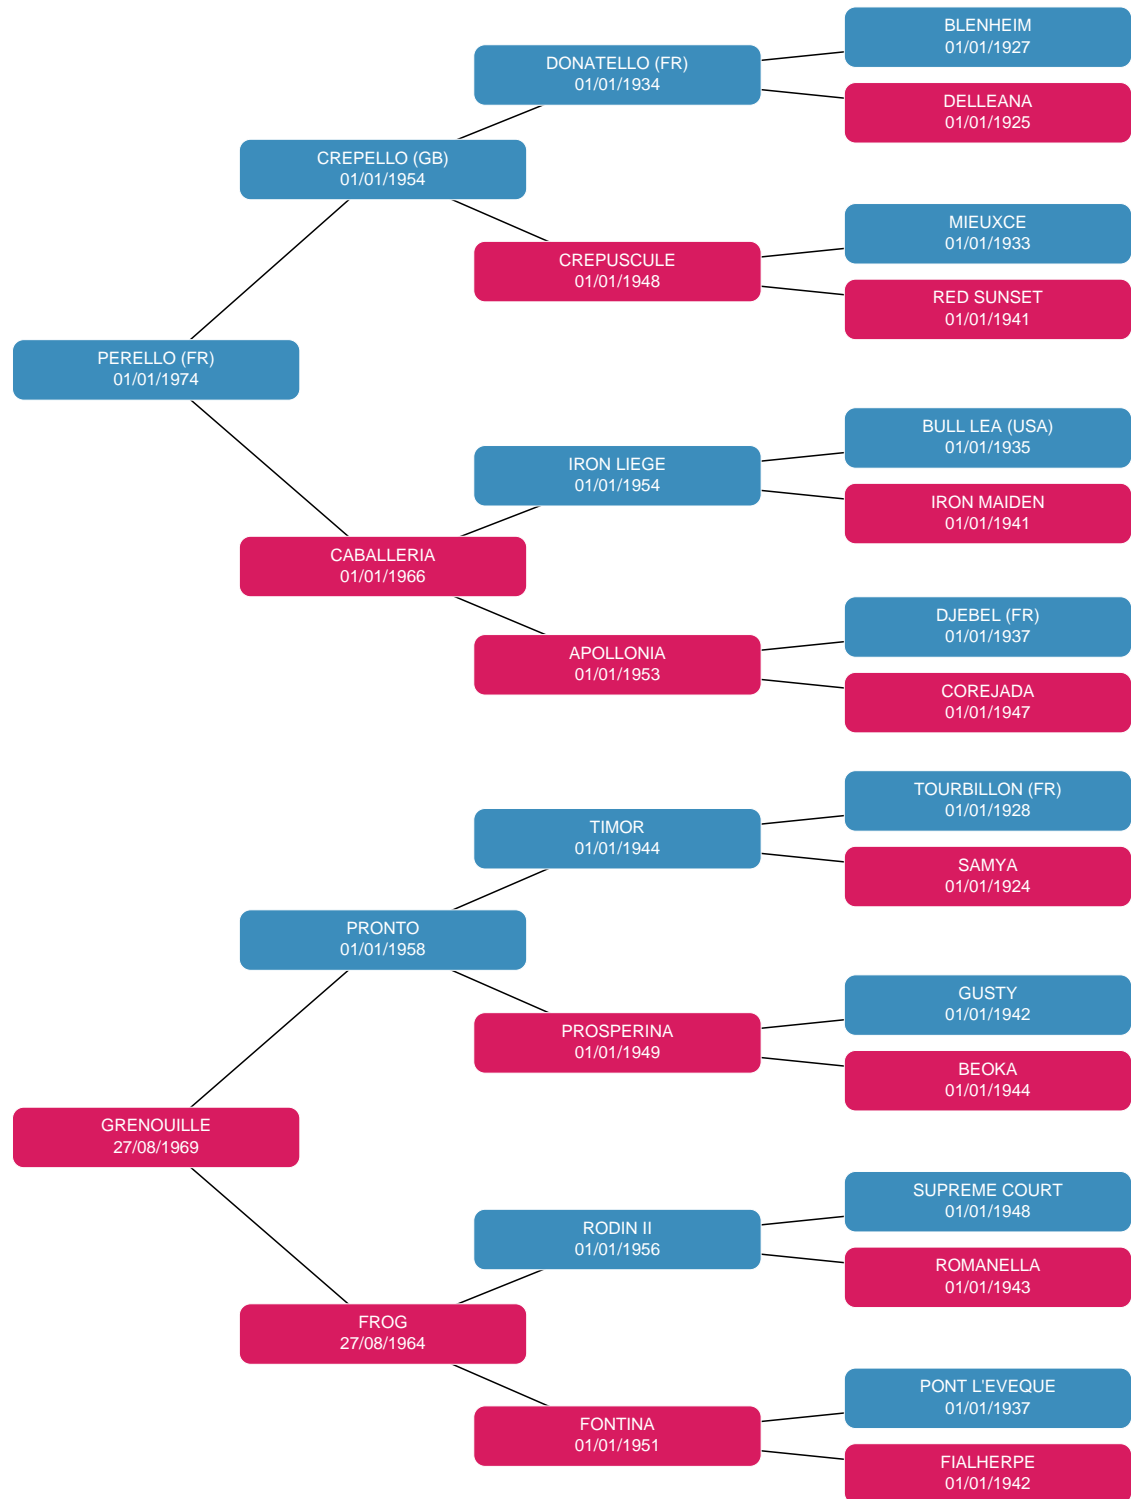 BLENHEIM
01/01/1927
DONATELLO (FR)
01/01/1934
DELLEANA
01/01/1925
CREPELLO (GB)
01/01/1954
MIEUXCE
01/01/1933
CREPUSCULE
01/01/1948
RED SUNSET
01/01/1941
PERELLO (FR)
01/01/1974
BULL LEA (USA)
01/01/1935
IRON LIEGE
01/01/1954
IRON MAIDEN
01/01/1941
CABALLERIA
01/01/1966
DJEBEL (FR)
01/01/1937
APOLLONIA
01/01/1953
COREJADA
01/01/1947
TOURBILLON (FR)
01/01/1928
TIMOR
01/01/1944
SAMYA
01/01/1924
PRONTO
01/01/1958
GUSTY
01/01/1942
PROSPERINA
01/01/1949
BEOKA
01/01/1944
GRENOUILLE
27/08/1969
SUPREME COURT
01/01/1948
RODIN II
01/01/1956
ROMANELLA
01/01/1943
FROG
27/08/1964
PONT L'EVEQUE
01/01/1937
FONTINA
01/01/1951
FIALHERPE
01/01/1942